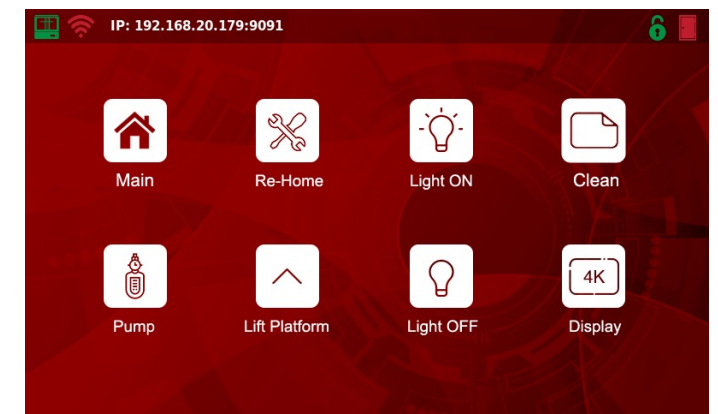 IP: 192.168.20.179:9091
Main
Re-Home
Light ON
Clean
Pump
Lift Platform
Light OFF
4K
Display